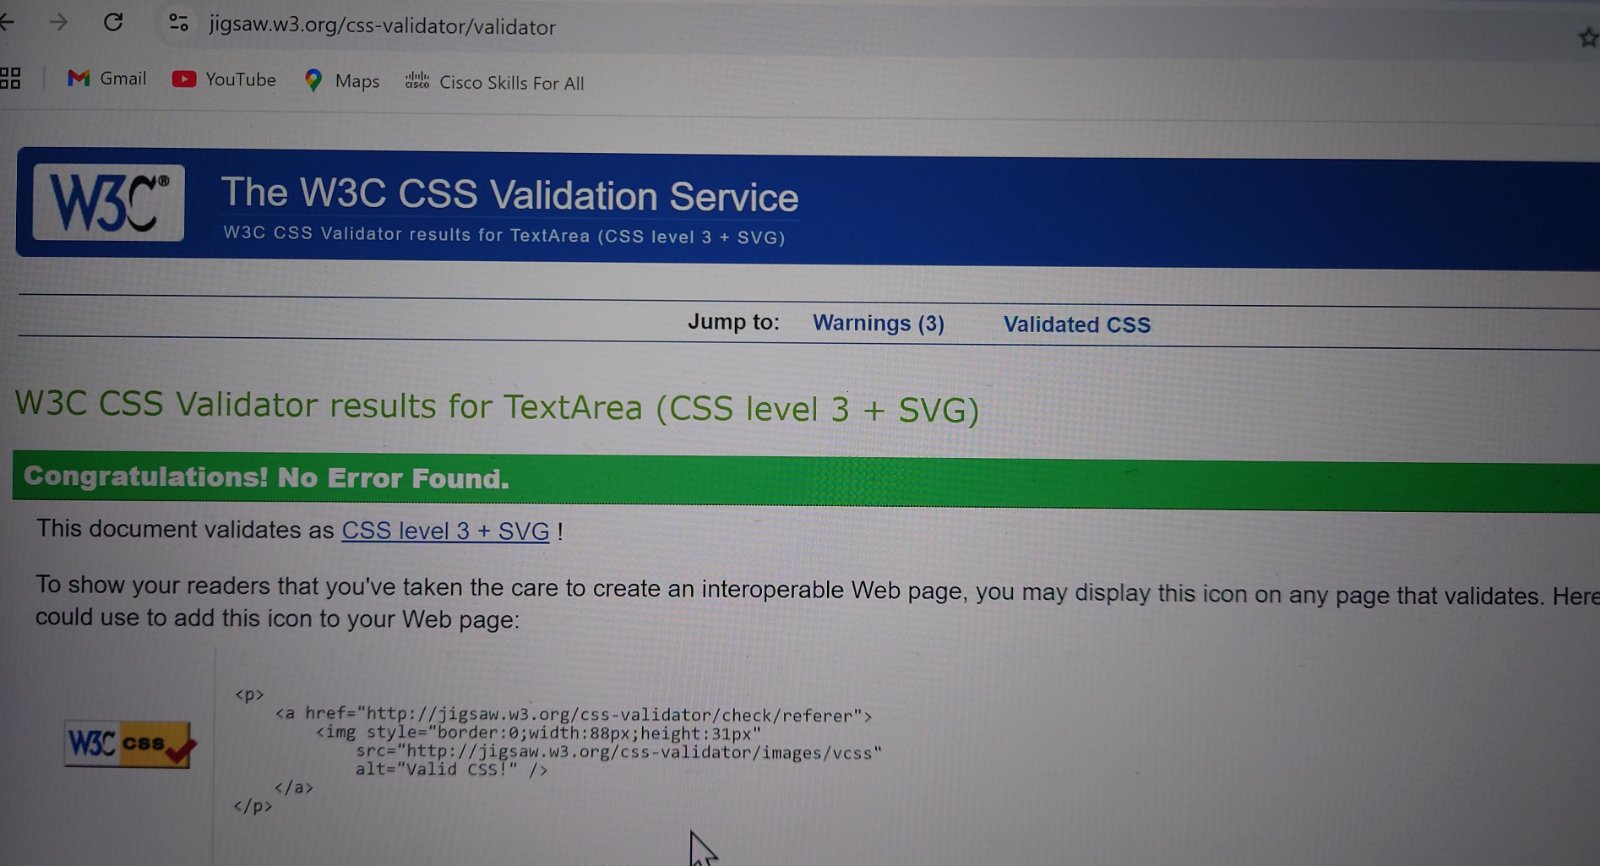 jigsaw.w3.org/css-validator/validator
Gmail YouTube Maps cisco Cisco Skills For All
W3C®
The W3C CSS Validation Service
W3C CSS Validator results for TextArea (CSS level 3 + SVG)
Jump to: Warnings (3) Validated CSS
W3C CSS Validator results for TextArea (CSS level 3 + SVG)
Congratulations! No Error Found.
This document validates as CSS level 3 + SVG !
To show your readers that you've taken the care to create an interoperable Web page, you may display this icon on any page that validates. Here
could use to add this icon to your Web page:
W3C css
<p>
<a href="http://jigsaw.w3.org/css-validator/check/referer">
<img style="border:0;width:88px;height:31px"
src="http://jigsaw.w3.org/css-validator/images/vcss"
alt="Valid CSS!" />
</a>
</p>